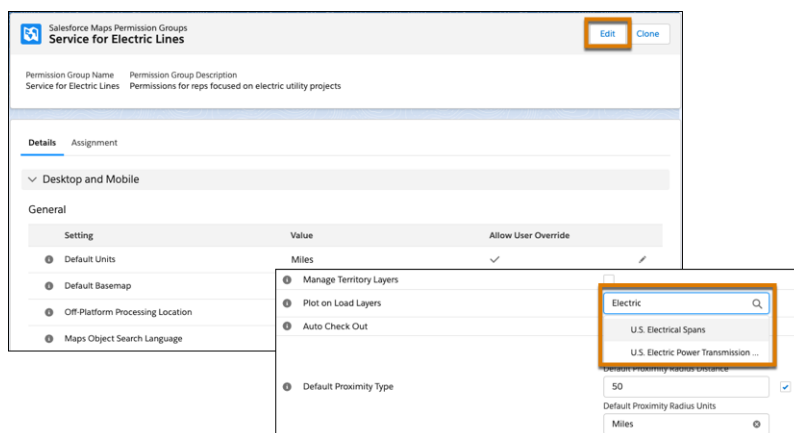 Salesforce Maps Permission Groups
Service for Electric Lines
Edit Clone
Permission Group Name Permission Group Description
Service for Electric Lines Permissions for reps focused on electric utility projects
Details Assignment
Desktop and Mobile
General
Setting Value Allow User Override
Default Units Miles
Default Basemap
Off-Platform Processing Location
Maps Object Search Language
Manage Territory Layers
Plot on Load Layers Electric
Auto Check Out U.S. Electrical Spans
U.S. Electric Power Transmission ...
Default Proximity Radius Distance
Default Proximity Type 50
Default Proximity Radius Units
Miles